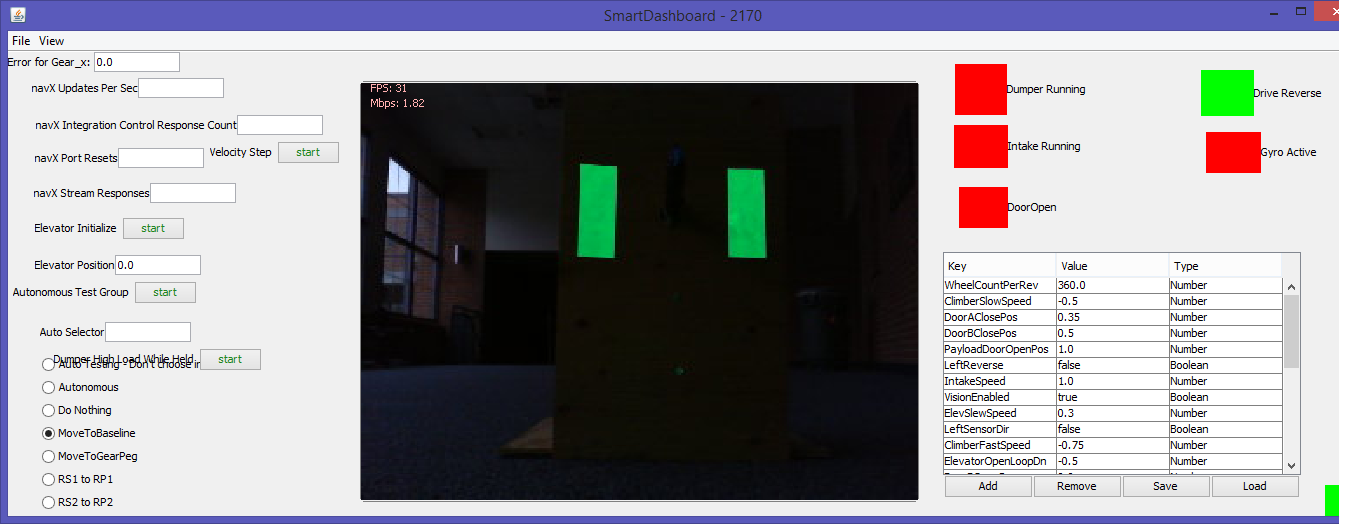 SmartDashboard - 2170
File View
Error for Gear_x: 0.0
navX Updates Per Sec
navX Integration Control Response Count
navX Port Resets
Velocity Step start
navX Stream Responses
Elevator Initialize start
Elevator Position 0.0
Autonomous Test Group start
Auto Selector
Dumper High Load While Held start
Auto Testing - Don't choose in
Autonomous
Do Nothing
MoveToBaseline
MoveToGearPeg
RS1 to RP1
RS2 to RP2
FPS: 31
Mbps: 1.82
Dumper Running
Drive Reverse
Intake Running
Gyro Active
DoorOpen
Key Value Type
WheelCountPerRev 360.0 Number
ClimberSlowSpeed -0.5 Number
DoorAClosePos 0.35 Number
DoorBClosePos 0.5 Number
PayloadDoorOpenPos 1.0 Number
LeftReverse false Boolean
IntakeSpeed 1.0 Number
VisionEnabled true Boolean
ElevSlewSpeed 0.3 Number
LeftSensorDir false Boolean
ClimberFastSpeed -0.75 Number
ElevatorOpenLoopDn -0.5 Number
Add Remove Save Load